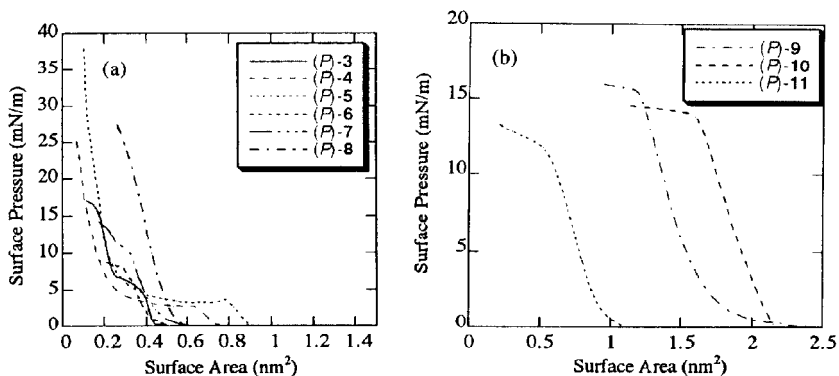 (a)
(P)-3
(P)-4
(P)-5
(P)-6
(P)-7
(P)-8
Surface Pressure (mN/m)
40
35
30
25
20
15
10
5
0
0 0.2 0.4 0.6 0.8 1 1.2 1.4
Surface Area (nm²)
(b)
(P)-9
(P)-10
(P)-11
Surface Pressure (mN/m)
20
15
10
5
0
0 0.5 1 1.5 2 2.5
Surface Area (nm²)